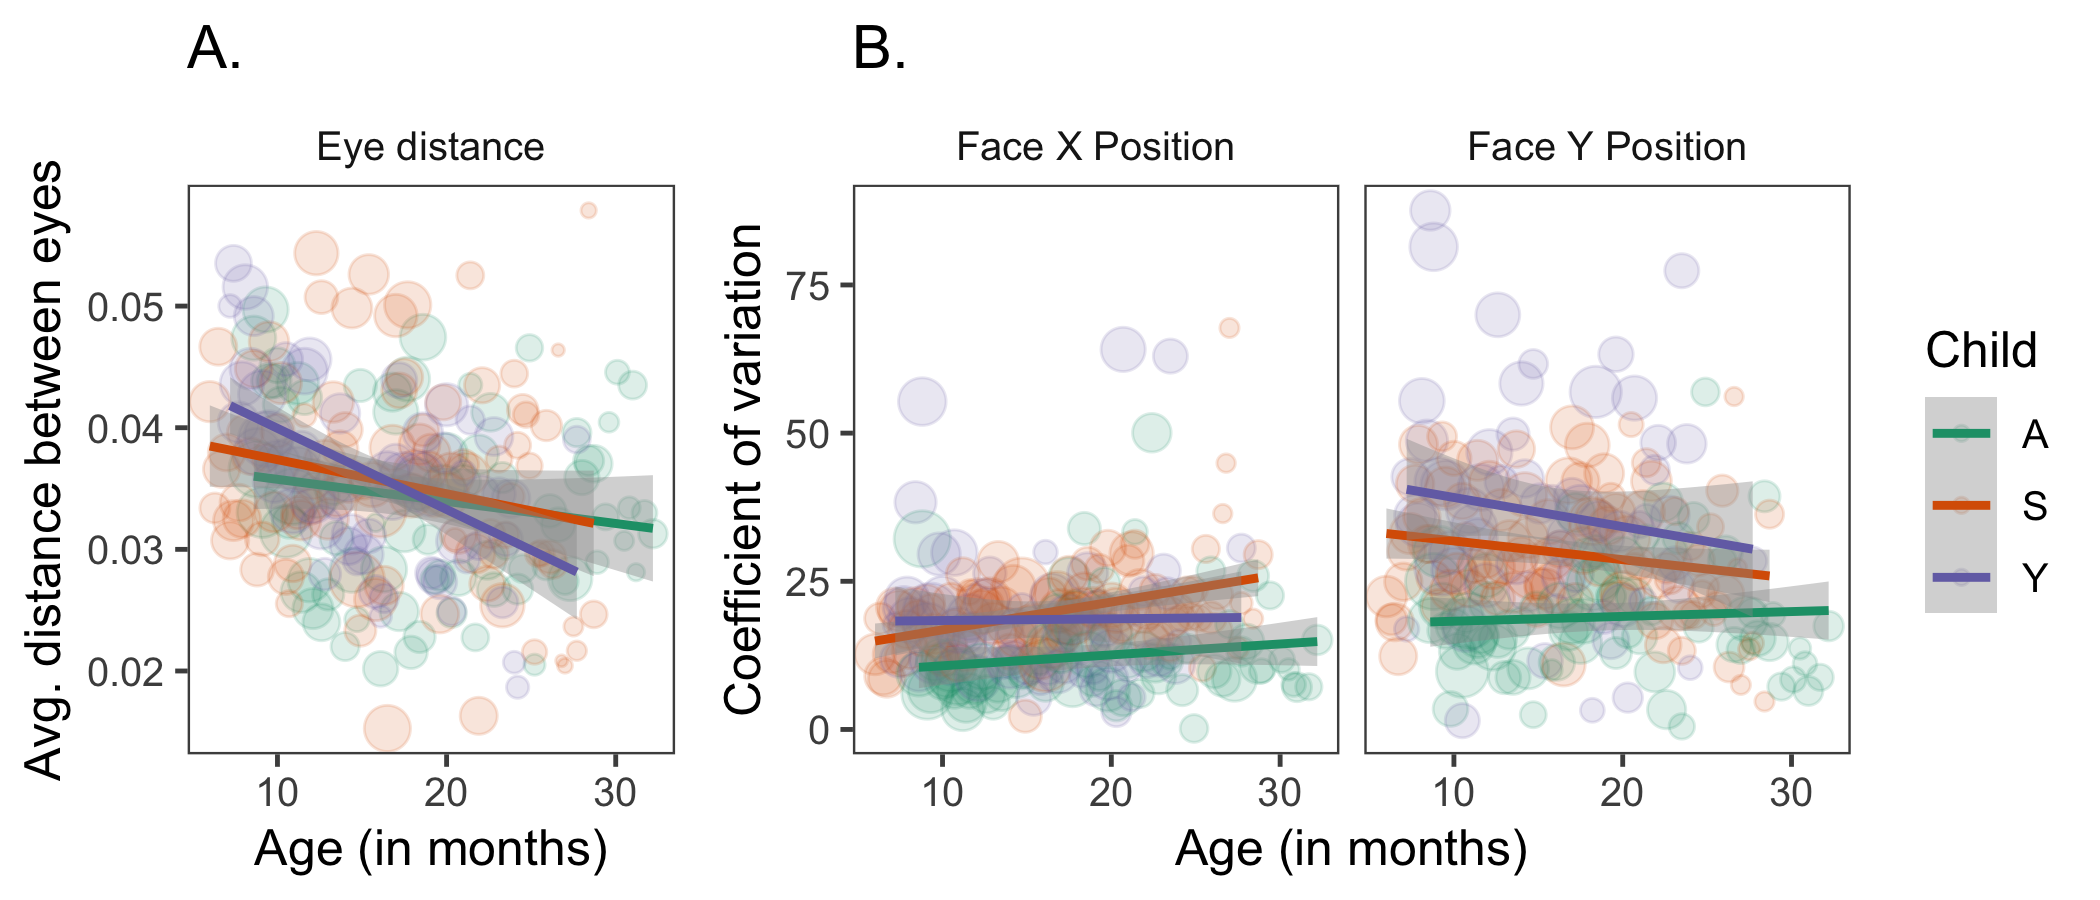 A.
B.
Eye distance
Face X Position
Face Y Position
Avg. distance between eyes
0.05
0.04
0.03
0.02
10 20 30
Age (in months)
Coefficient of variation
75
50
25
0
10 20 30
10 20 30
Age (in months)
Child
A
S
Y